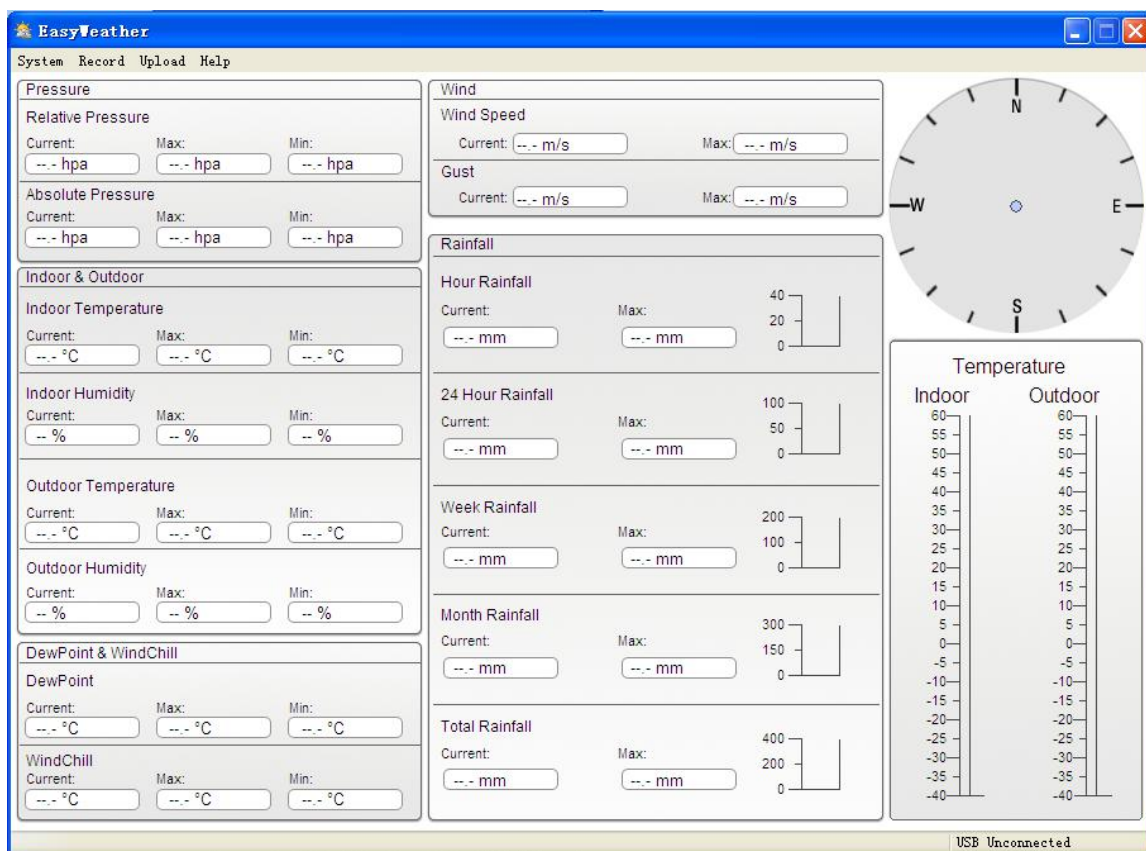 EasyWeather
System Record Upload Help
Pressure
Relative Pressure
Current: Max: Min:
--.- hpa --.- hpa --.- hpa
Absolute Pressure
Current: Max: Min:
--.- hpa --.- hpa --.- hpa
Indoor & Outdoor
Indoor Temperature
Current: Max: Min:
--.- °C --.- °C --.- °C
Indoor Humidity
Current: Max: Min:
-- % -- % -- %
Outdoor Temperature
Current: Max: Min:
--.- °C --.- °C --.- °C
Outdoor Humidity
Current: Max: Min:
-- % -- % -- %
DewPoint & WindChill
DewPoint
Current: Max: Min:
--.- °C --.- °C --.- °C
WindChill
Current: Max: Min:
--.- °C --.- °C --.- °C
Wind
Wind Speed
Current: --.- m/s Max: --.- m/s
Gust
Current: --.- m/s Max: --.- m/s
Rainfall
Hour Rainfall
Current: Max:
--.- mm --.- mm
40
20
0
24 Hour Rainfall
Current: Max:
--.- mm --.- mm
100
50
0
Week Rainfall
Current: Max:
--.- mm --.- mm
200
100
0
Month Rainfall
Current: Max:
--.- mm --.- mm
300
150
0
Total Rainfall
Current: Max:
--.- mm --.- mm
400
200
0
N
W E
S
Temperature
Indoor Outdoor
60 60
55 55
50 50
45 45
40 40
35 35
30 30
25 25
20 20
15 15
10 10
5 5
0 0
-5 -5
-10 -10
-15 -15
-20 -20
-25 -25
-30 -30
-35 -35
-40 -40
USB Unconnected